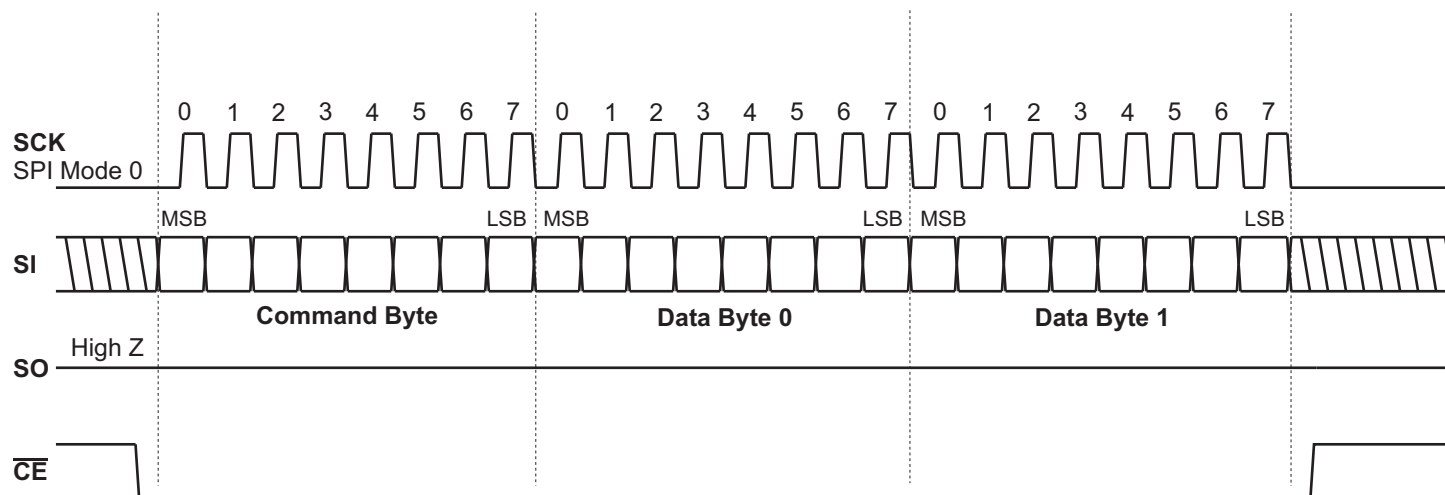 0 1 2 3 4 5 6 7 0 1 2 3 4 5 6 7 0 1 2 3 4 5 6 7
SCK
SPI Mode 0
MSB LSB MSB LSB MSB LSB
SI
Command Byte Data Byte 0 Data Byte 1
High Z
SO
CE